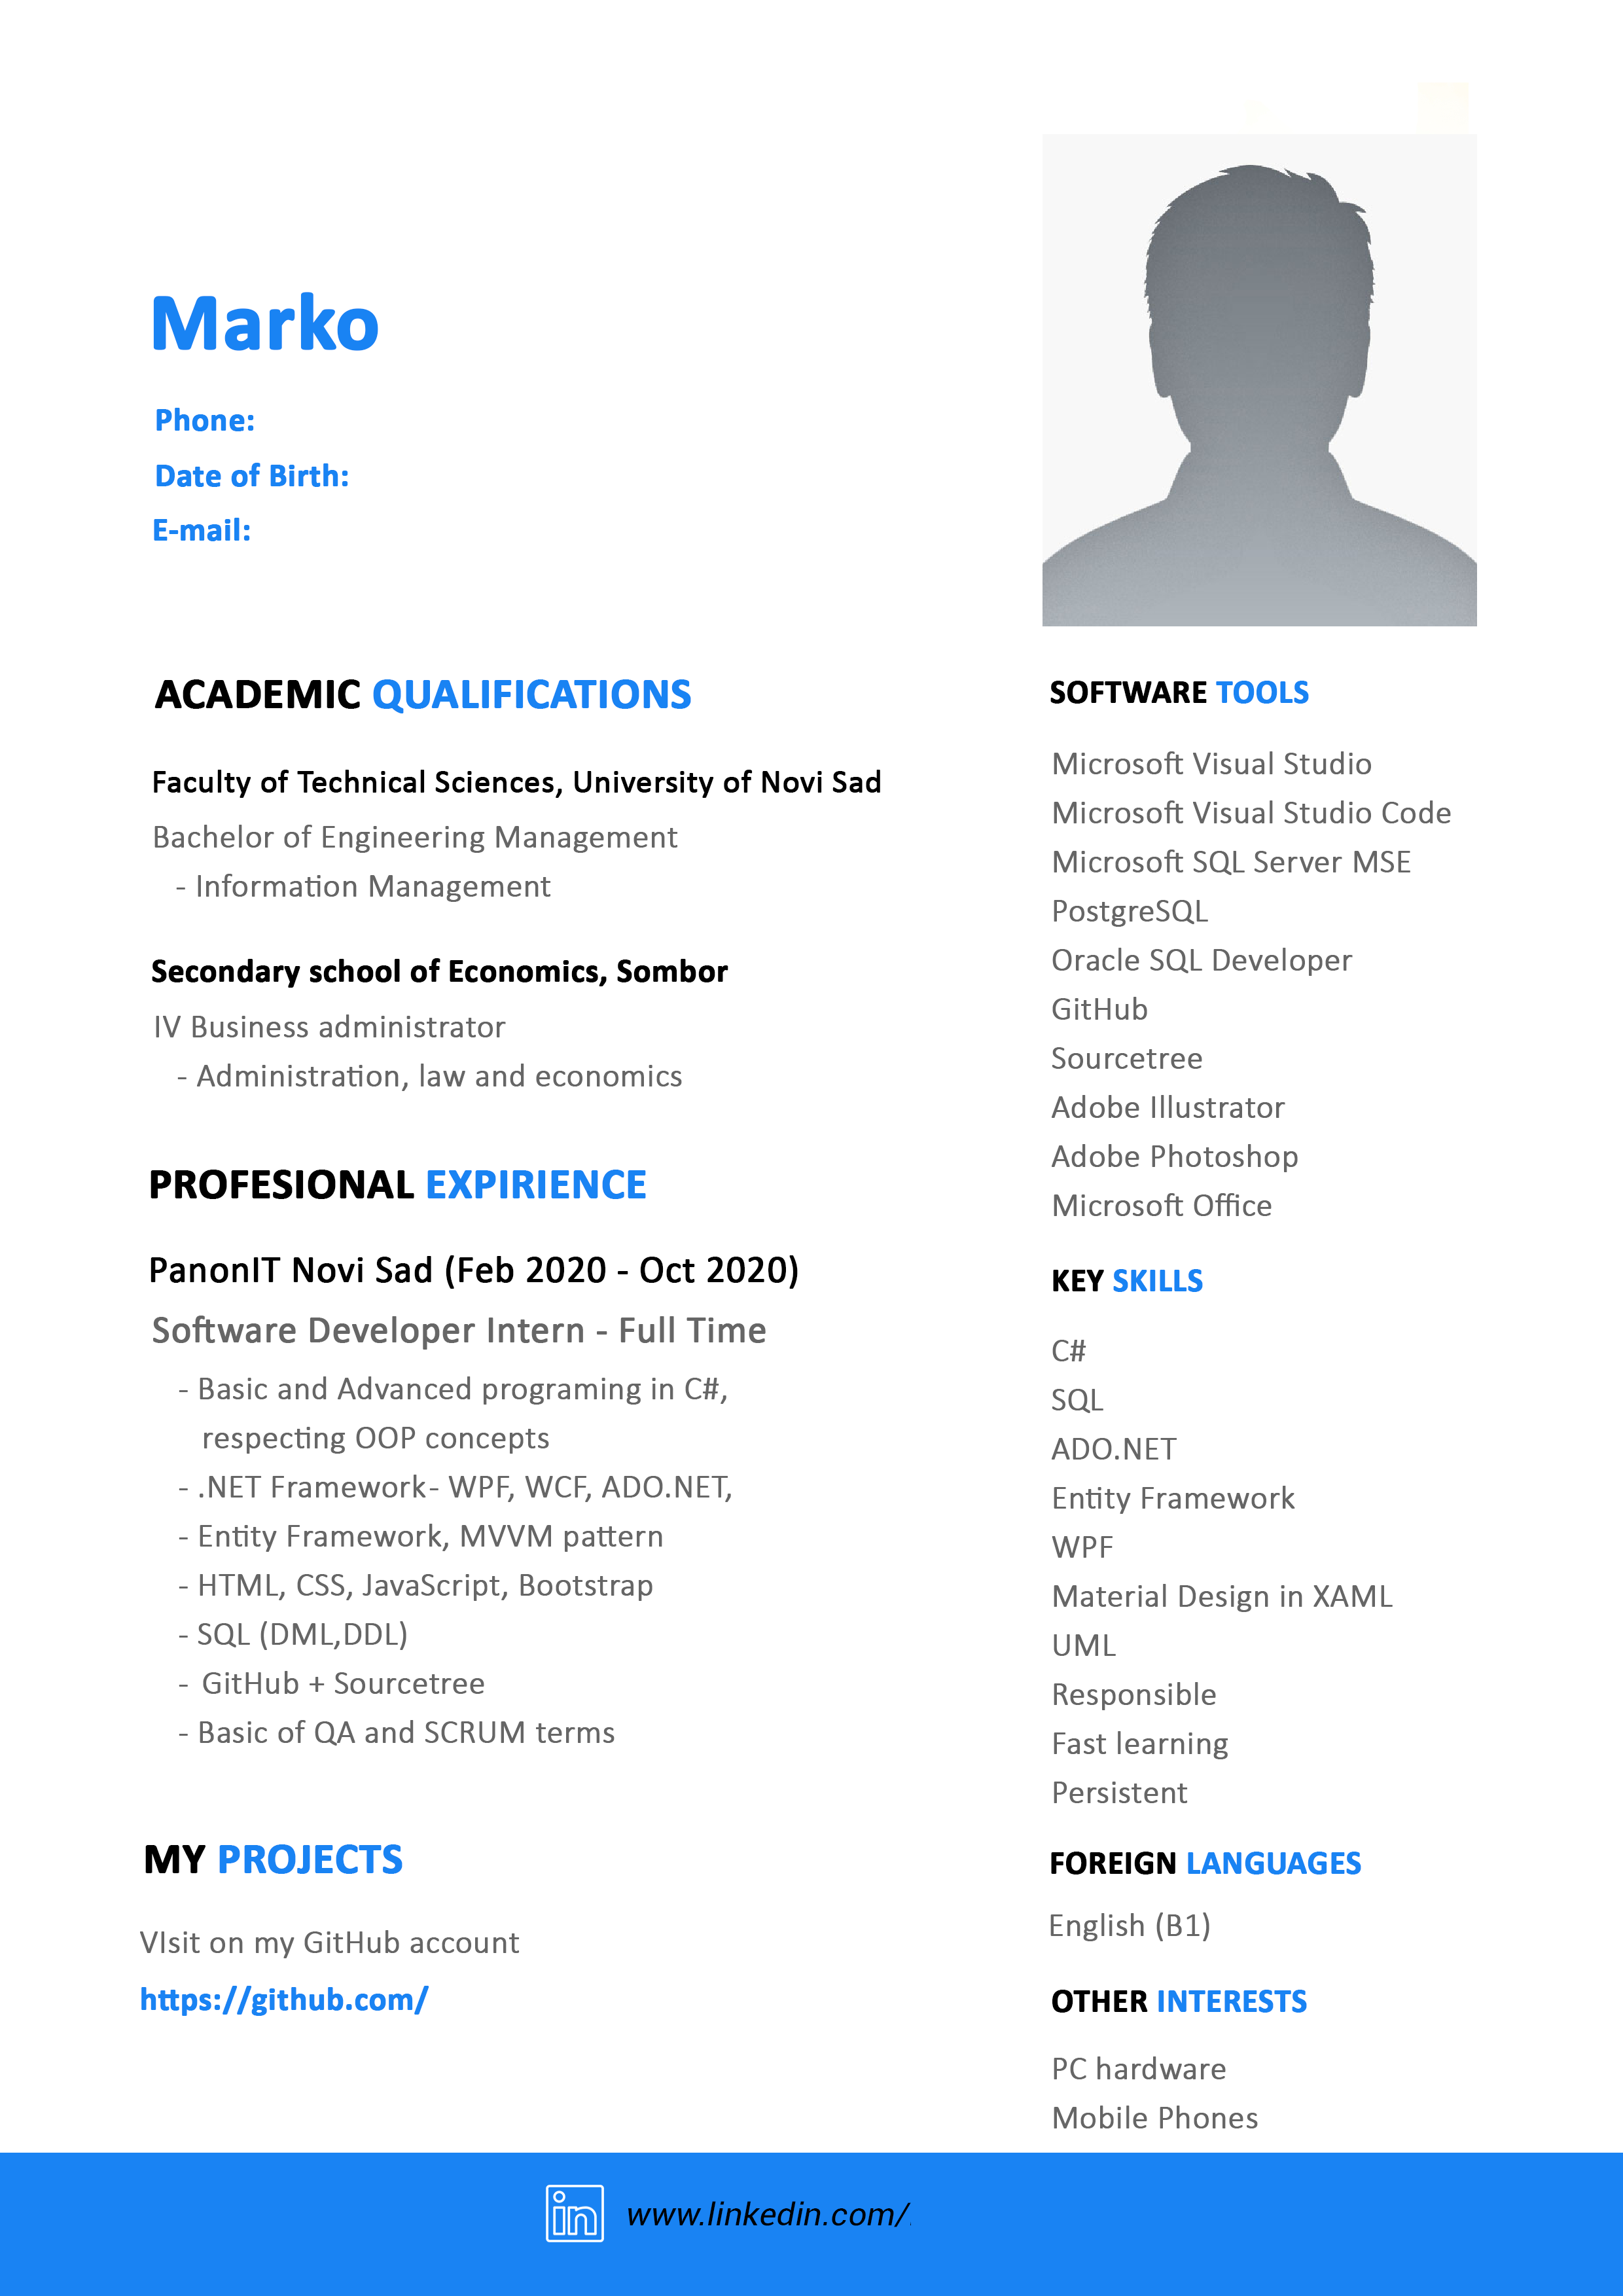 Marko
Phone:
Date of Birth:
E-mail:
ACADEMIC QUALIFICATIONS
Faculty of Technical Sciences, University of Novi Sad
Bachelor of Engineering Management
- Information Management
Secondary school of Economics, Sombor
IV Business administrator
- Administration, law and economics
PROFESIONAL EXPIRIENCE
PanonIT Novi Sad (Feb 2020 - Oct 2020)
Software Developer Intern - Full Time
- Basic and Advanced programing in C#,
respecting OOP concepts
- .NET Framework- WPF, WCF, ADO.NET,
- Entity Framework, MVVM pattern
- HTML, CSS, JavaScript, Bootstrap
- SQL (DML,DDL)
- GitHub + Sourcetree
- Basic of QA and SCRUM terms
MY PROJECTS
VIsit on my GitHub account
https://github.com/
SOFTWARE TOOLS
Microsoft Visual Studio
Microsoft Visual Studio Code
Microsoft SQL Server MSE
PostgreSQL
Oracle SQL Developer
GitHub
Sourcetree
Adobe Illustrator
Adobe Photoshop
Microsoft Office
KEY SKILLS
C#
SQL
ADO.NET
Entity Framework
WPF
Material Design in XAML
UML
Responsible
Fast learning
Persistent
FOREIGN LANGUAGES
English (B1)
OTHER INTERESTS
PC hardware
Mobile Phones
in www.linkedin.com/